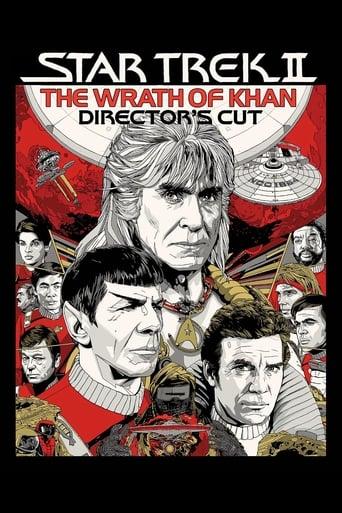 STAR TREK II
THE WRATH OF KHAN
DIRECTOR'S CUT